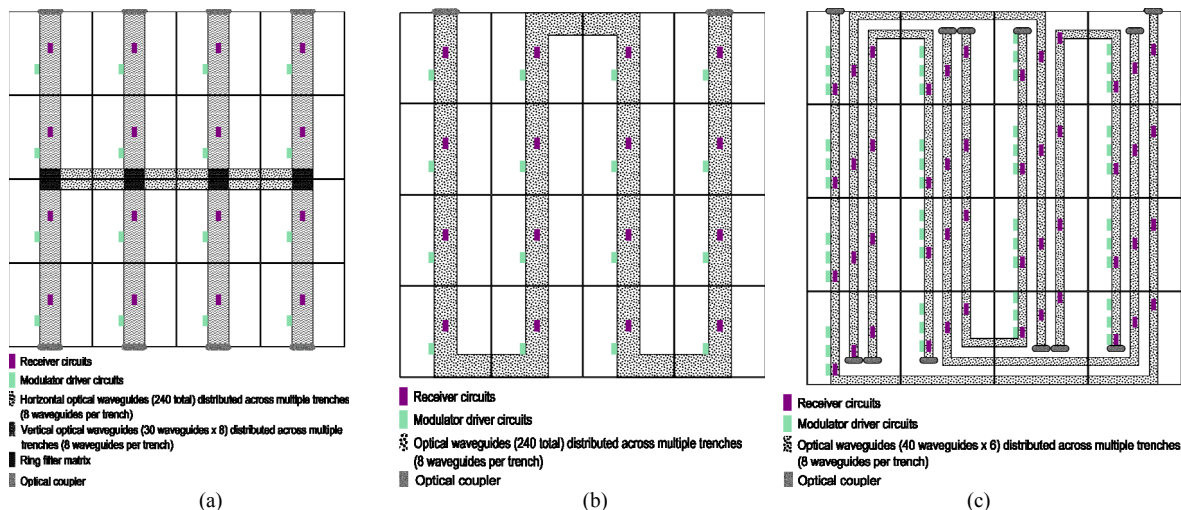 Receiver circuits
Modulator driver circuits
Horizontal optical waveguides (240 total) distributed across multiple trenches
(8 waveguides per trench)
Vertical optical waveguides (30 waveguides x 8) distributed across multiple
trenches (8 waveguides per trench)
Ring filter matrix
Optical coupler
(a)
Receiver circuits
Modulator driver circuits
Optical waveguides (240 total) distributed across multiple trenches
(8 waveguides per trench)
Optical coupler
(b)
Receiver circuits
Modulator driver circuits
Optical waveguides (40 waveguides x 6) distributed across multiple trenches
(8 waveguides per trench)
Optical coupler
(c)